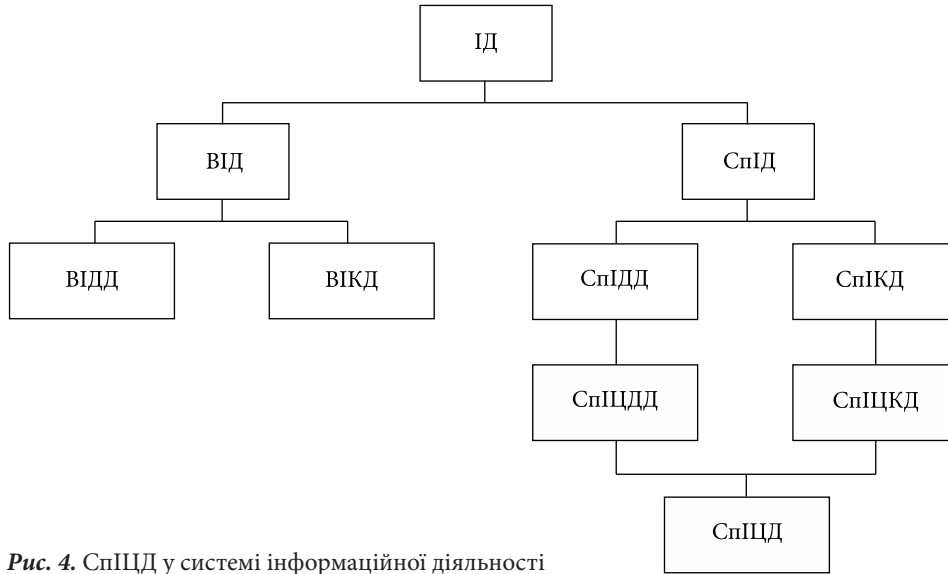 ІД
ВІД
СпІД
ВІДД
ВІКД
СпІДД
СпІКД
СпІЦДД
СпІЦКД
СпІЦД
Рис. 4. СпІЦД у системі інформаційної діяльності